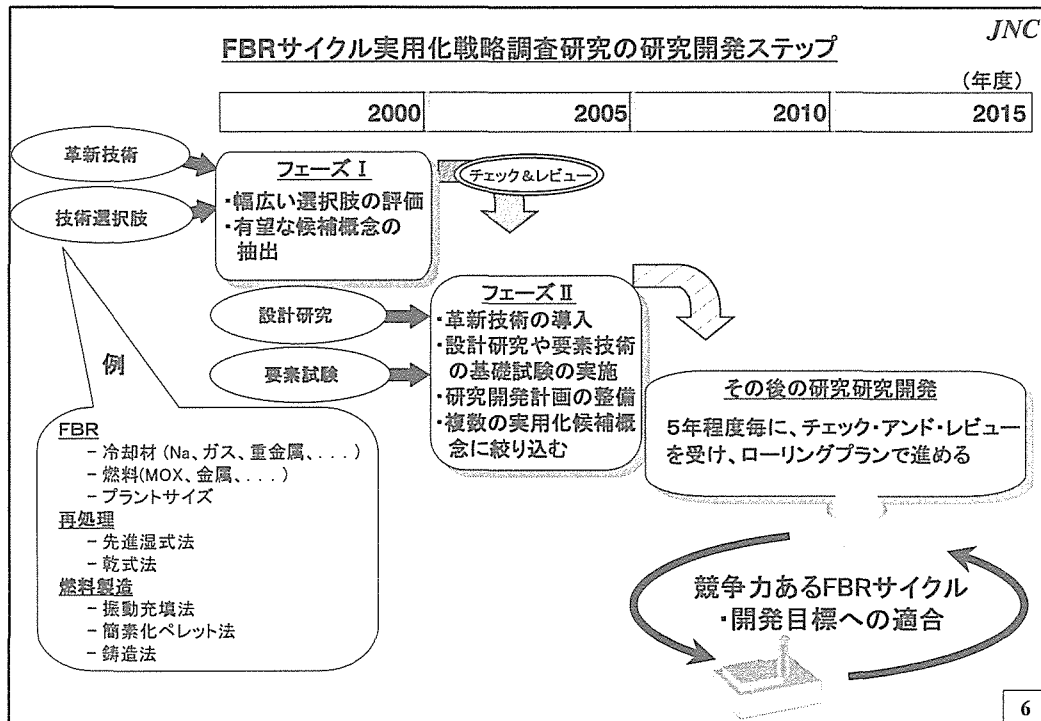 JNC
FBRサイクル実用化戦略調査研究の研究開発ステップ
(年度)
2000 2005 2010 2015
革新技術
技術選択肢
フェーズⅠ
・幅広い選択肢の評価
・有望な候補概念の
抽出
チェック&レビュー
設計研究
要素試験
フェーズⅡ
・革新技術の導入
・設計研究や要素技術
の基礎試験の実施
・研究開発計画の整備
・複数の実用化候補概
念に絞り込む
その後の研究研究開発
5年程度毎に、チェック・アンド・レビュー
を受け、ローリングプランで進める
例
FBR
− 冷却材 (Na、ガス、重金属、. . . )
− 燃料(MOX、金属、. . . )
− プラントサイズ
再処理
− 先進湿式法
− 乾式法
燃料製造
− 振動充填法
− 簡素化ペレット法
− 鋳造法
競争力あるFBRサイクル
・開発目標への適合
6